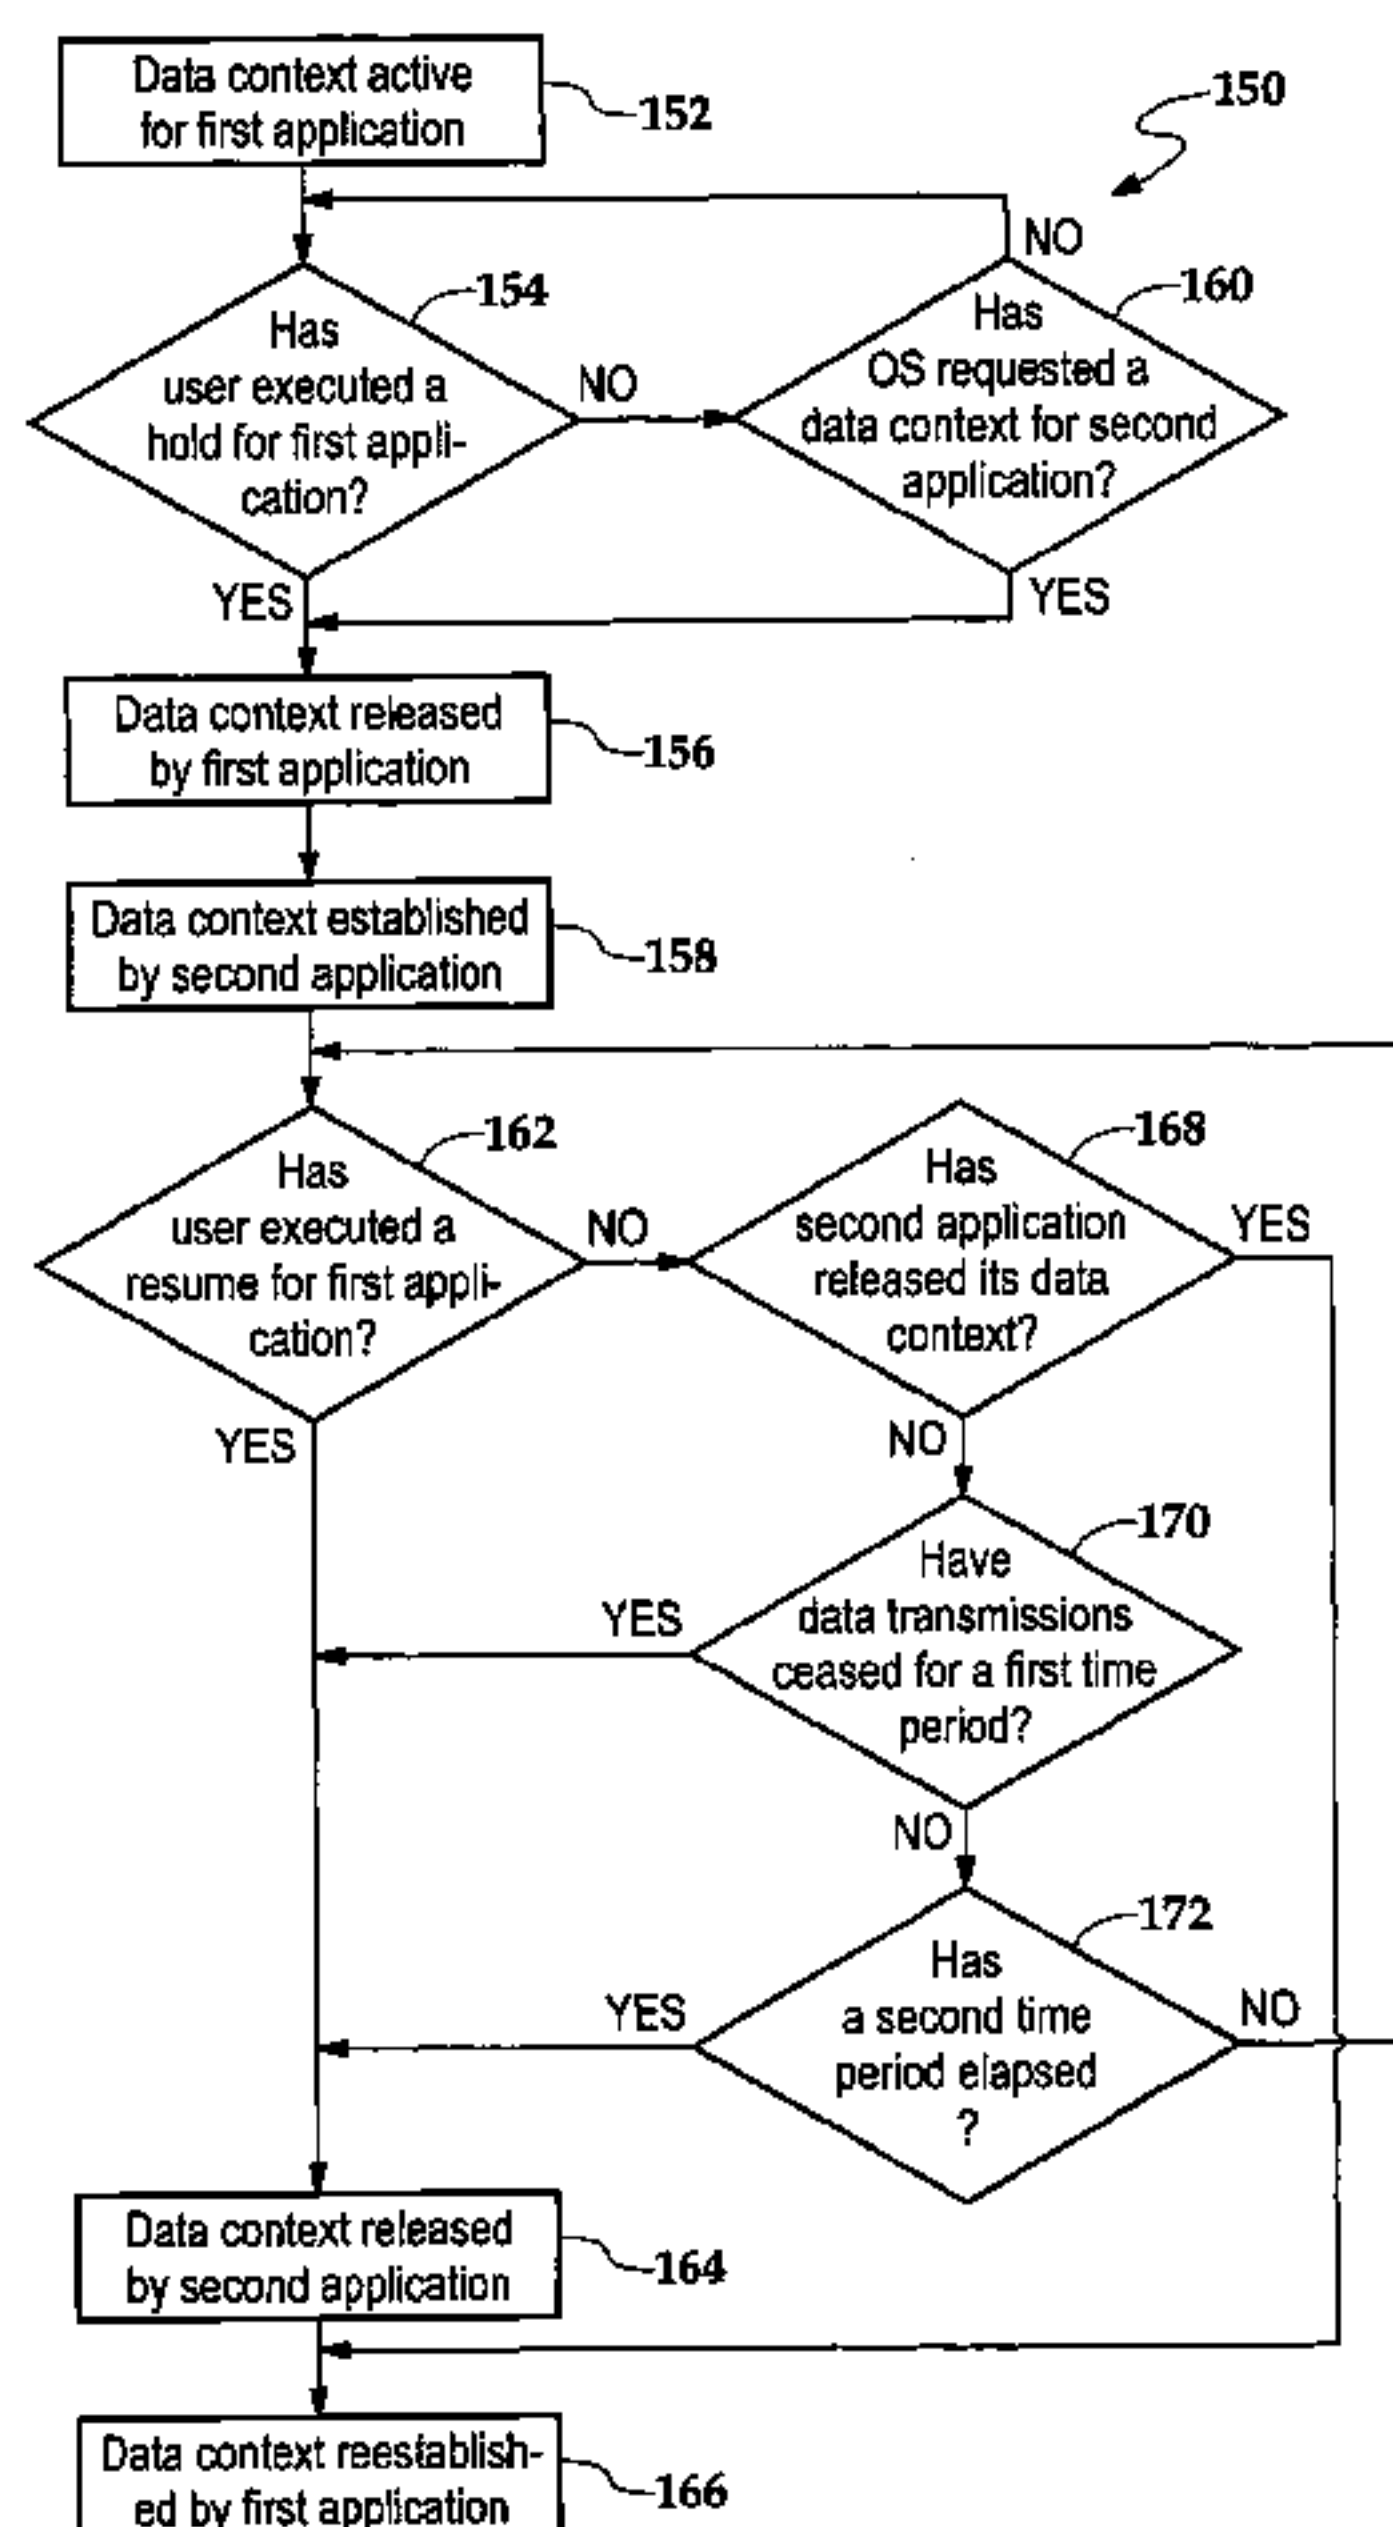 Data context active
for first application
152
150
NO
154
Has
user executed a
hold for first appli-
cation?
NO
160
Has
OS requested a
data context for second
application?
YES
YES
Data context released
by first application
156
Data context established
by second application
158
162
Has
user executed a
resume for first appli-
cation?
NO
168
Has
second application
released its data
context?
YES
YES
NO
170
Have
data transmissions
ceased for a first time
period?
YES
NO
172
Has
a second time
period elapsed
?
YES
NO
Data context released
by second application
164
Data context reestablish-
ed by first application
166